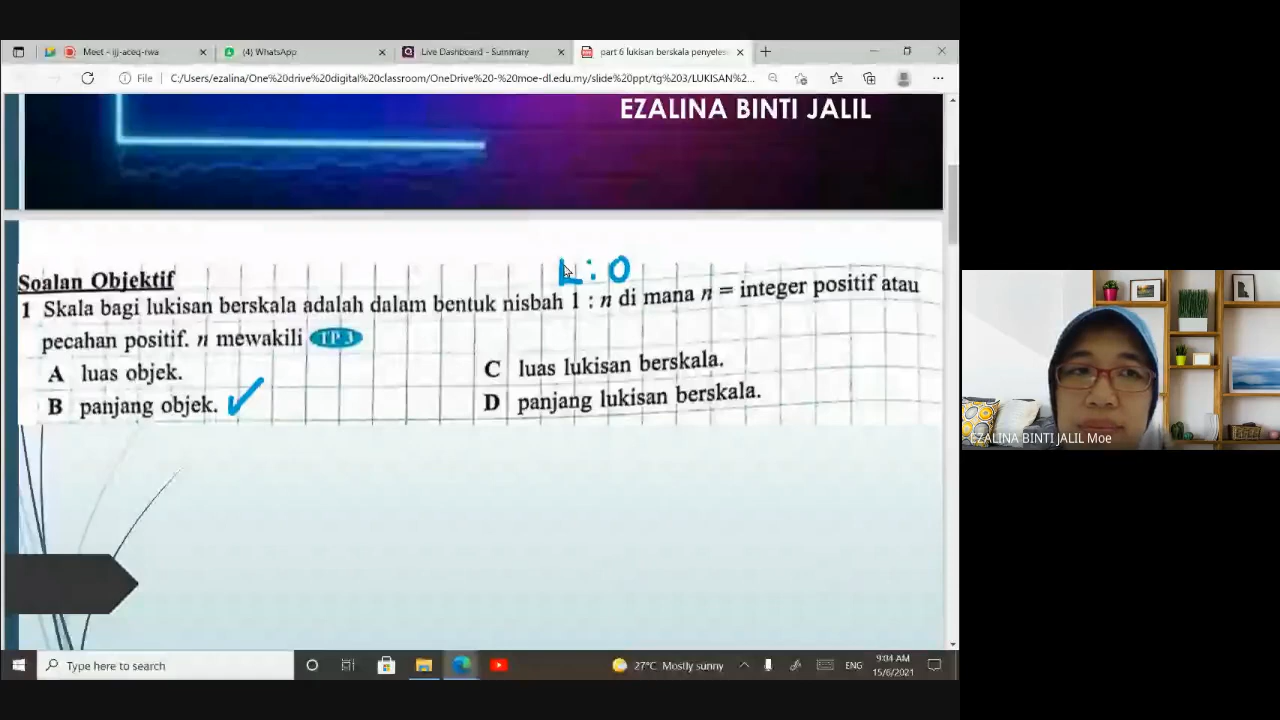 Meet - ijj-aceq-rwa
(4) WhatsApp
Live Dashboard - Summary
part 6 lukisan berskala penyeles
File
C:/Users/ezalina/One%20drive%20digital%20classroom/OneDrive%20-%20moe-dl.edu.my/slide%20ppt/tg%203/LUKISAN%2...
EZALINA BINTI JALIL
L : O
Soalan Objektif
1 Skala bagi lukisan berskala adalah dalam bentuk nisbah 1 : n di mana n = integer positif atau
pecahan positif. n mewakili TP 3
A luas objek.
B panjang objek.
C luas lukisan berskala.
D panjang lukisan berskala.
EZALINA BINTI JALIL Moe
Type here to search
27°C Mostly sunny
ENG
9:04 AM
15/6/2021